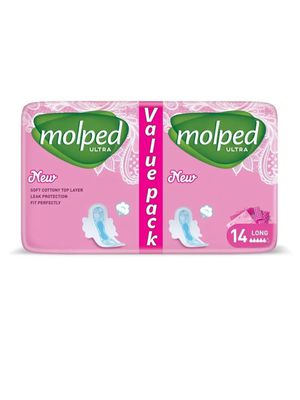 molped
ULTRA
New
SOFT COTTONY TOP LAYER
LEAK PROTECTION
FIT PERFECTLY
Value pack
molped
ULTRA
New
14 LONG